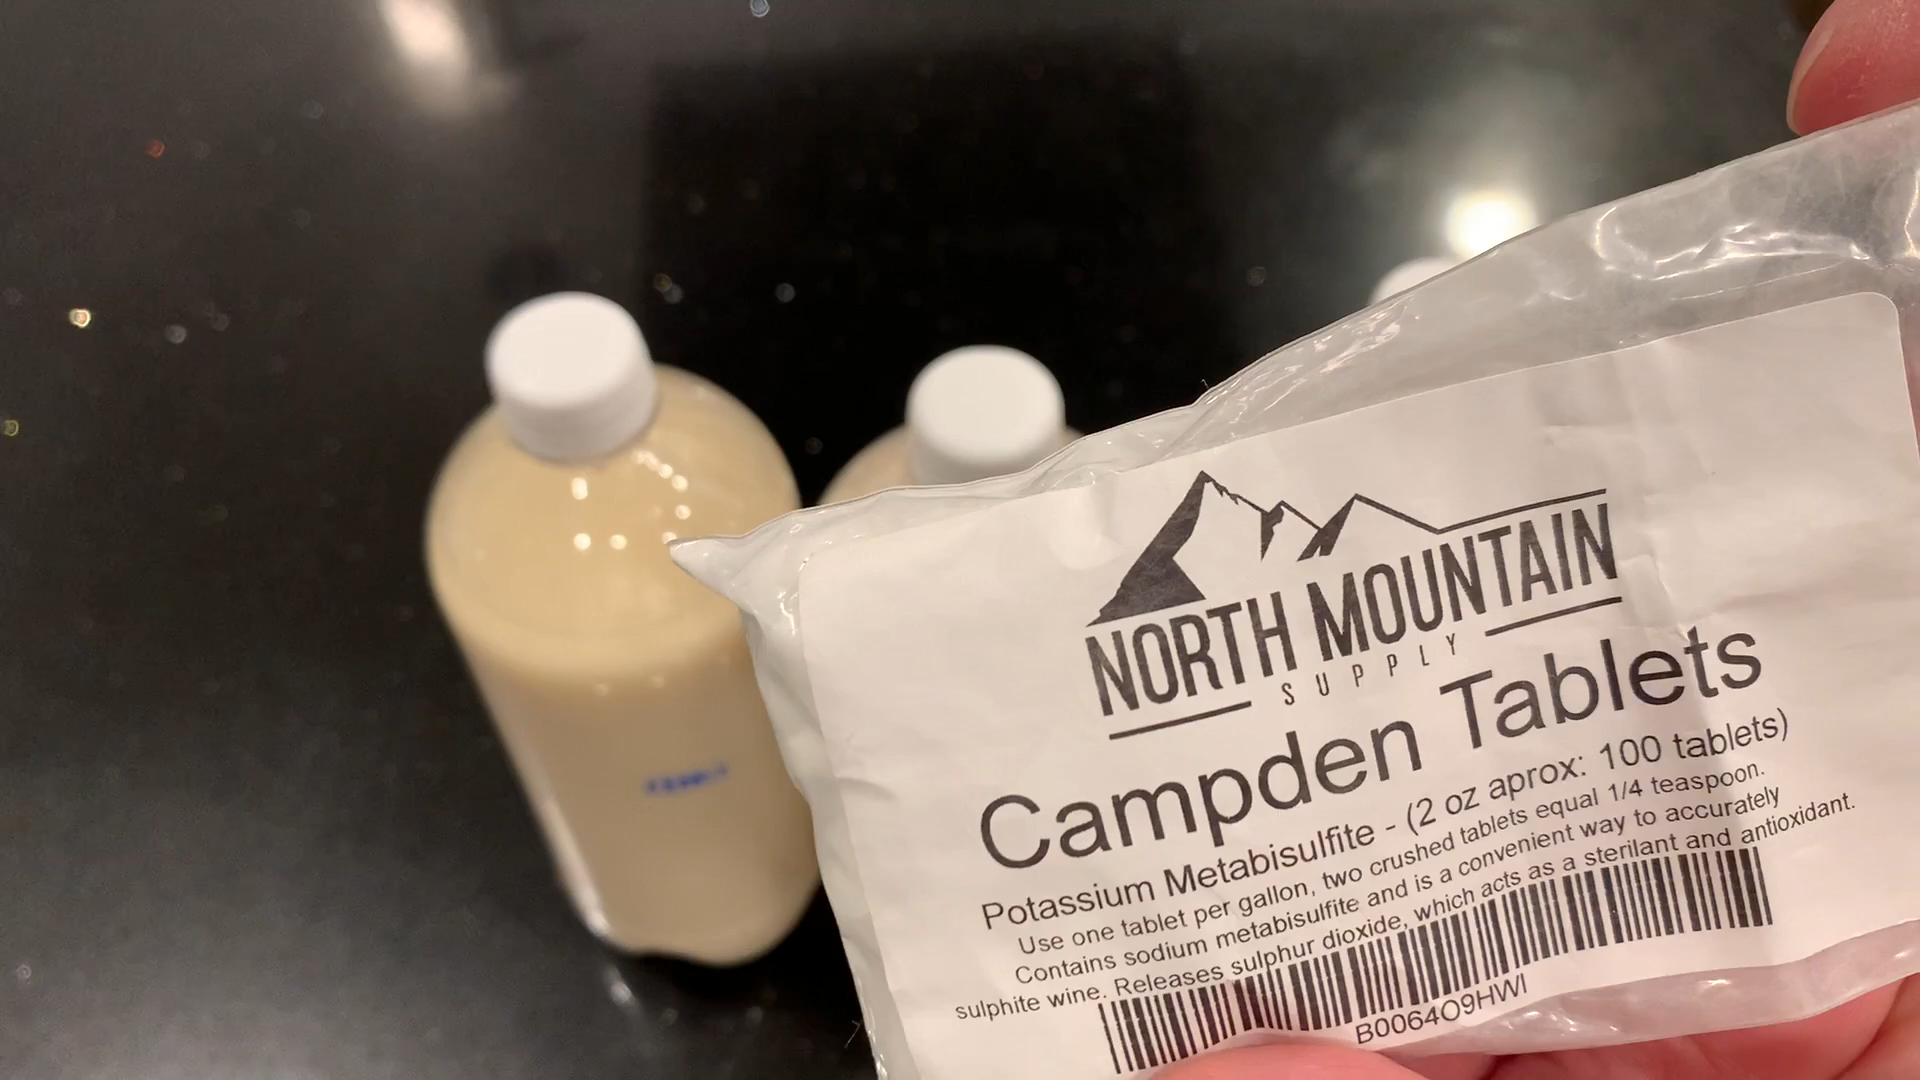 NORTH MOUNTAIN
SUPPLY
Campden Tablets
Potassium Metabisulfite - (2 oz aprox: 100 tablets)
Use one tablet per gallon, two crushed tablets equal 1/4 teaspoon.
Contains sodium metabisulfite and is a convenient way to accurately
sulphite wine. Releases sulphur dioxide, which acts as a sterilant and antioxidant.
B0064O9HWI